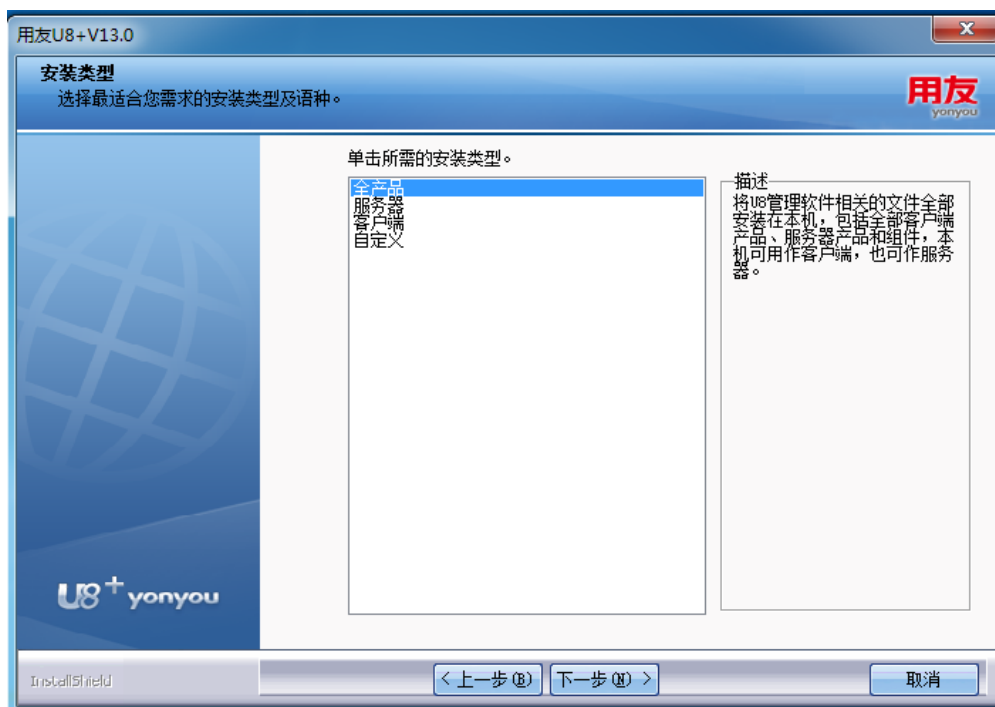 用友U8+V13.0
安装类型
选择最适合您需求的安装类型及语种。
用友
yonyou
单击所需的安装类型。
全产品
服务器
客户端
自定义
描述
将U8管理软件相关的文件全部
安装在本机，包括全部客户端
产品、服务器产品和组件，本
机可用作客户端，也可作服务
器。
U8+ yonyou
InstallShield
< 上一步(B)
下一步(N) >
取消